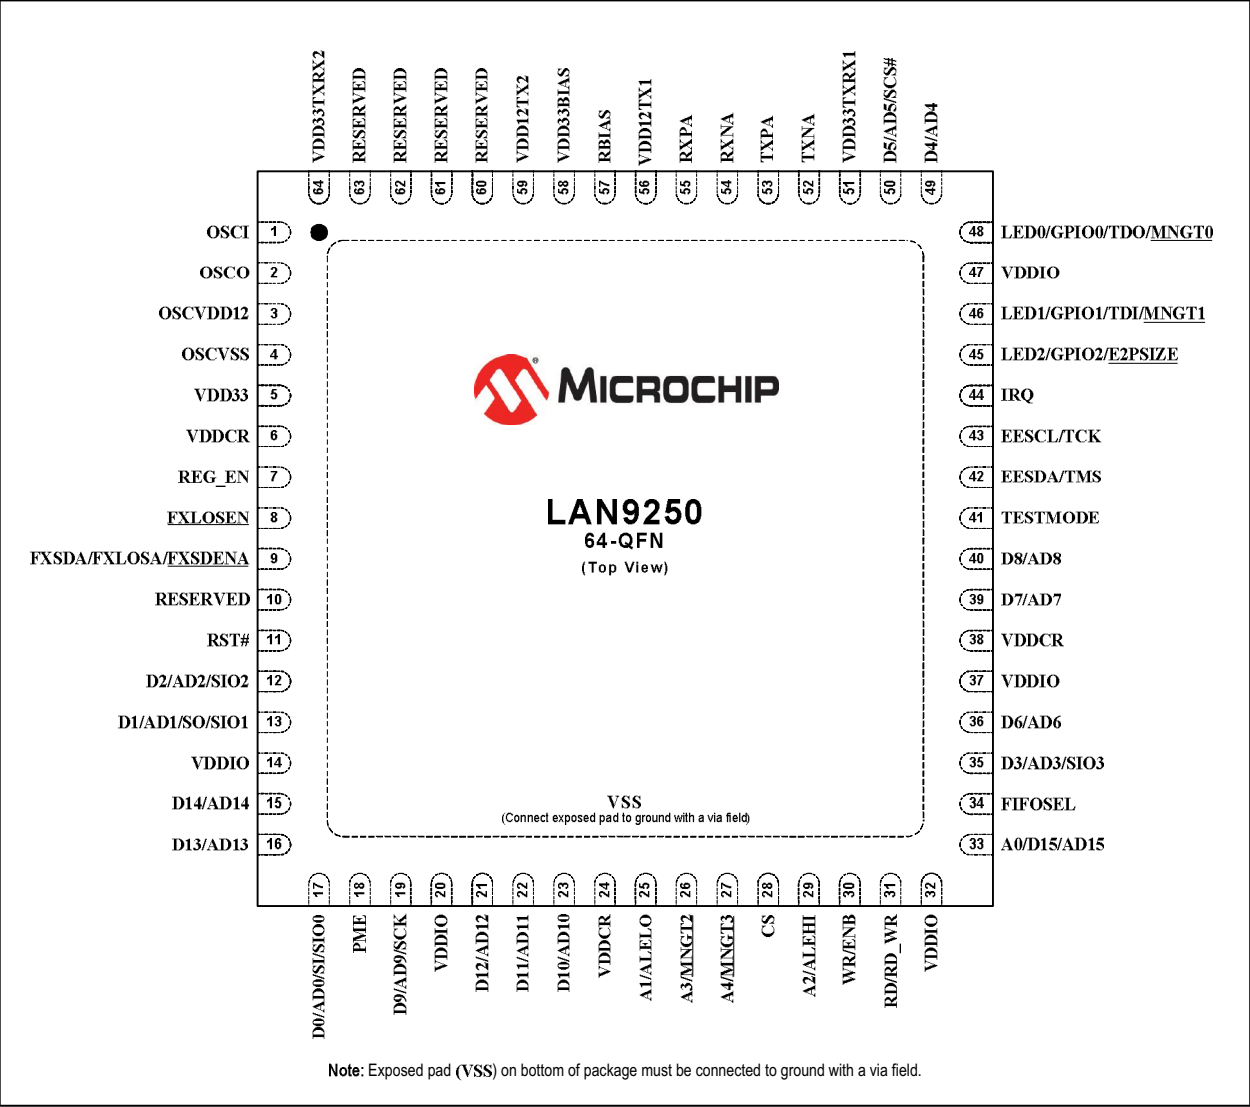 VDD33TXRX2
RESERVED
RESERVED
RESERVED
RESERVED
VDD12TX2
VDD33BIAS
RBIAS
VDD12TX1
RXPA
RXNA
TXPA
TXNA
VDD33TXRX1
D5/AD5/SCS#
D4/AD4
64
63
62
61
60
59
58
57
56
55
54
53
52
51
50
49
OSCI 1
OSCO 2
OSCVDD12 3
OSCVSS 4
VDD33 5
VDDCR 6
REG_EN 7
FXLOSEN 8
FXSDA/FXLOSA/FXSDENA 9
RESERVED 10
RST# 11
D2/AD2/SIO2 12
D1/AD1/SO/SIO1 13
VDDIO 14
D14/AD14 15
D13/AD13 16
MICROCHIP ®
LAN9250
64-QFN
(Top View)
VSS
(Connect exposed pad to ground with a via field)
48 LED0/GPIO0/TDO/MNGT0
47 VDDIO
46 LED1/GPIO1/TDI/MNGT1
45 LED2/GPIO2/E2PSIZE
44 IRQ
43 EESCL/TCK
42 EESDA/TMS
41 TESTMODE
40 D8/AD8
39 D7/AD7
38 VDDCR
37 VDDIO
36 D6/AD6
35 D3/AD3/SIO3
34 FIFOSEL
33 A0/D15/AD15
17
18
19
20
21
22
23
24
25
26
27
28
29
30
31
32
D0/AD0/SI/SIO0
PME
D9/AD9/SCK
VDDIO
D12/AD12
D11/AD11
D10/AD10
VDDCR
A1/ALELO
A3/MNGT2
A4/MNGT3
CS
A2/ALEHI
WR/ENB
RD/RD_WR
VDDIO
Note: Exposed pad (VSS) on bottom of package must be connected to ground with a via field.